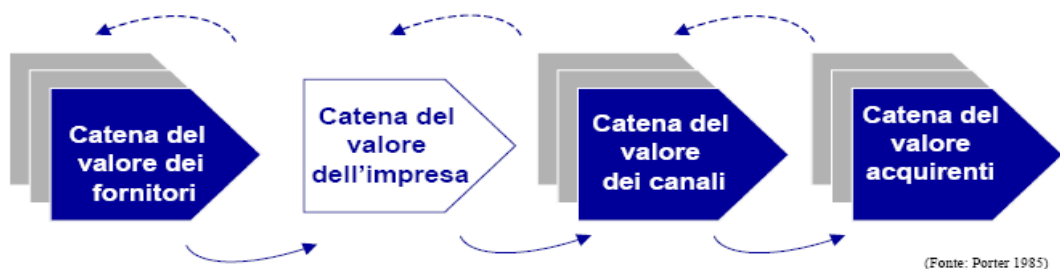 Catena del
valore dei
fornitori
Catena del
valore
dell’impresa
Catena del
valore
dei canali
Catena del
valore
acquirenti
(Fonte: Porter 1985)